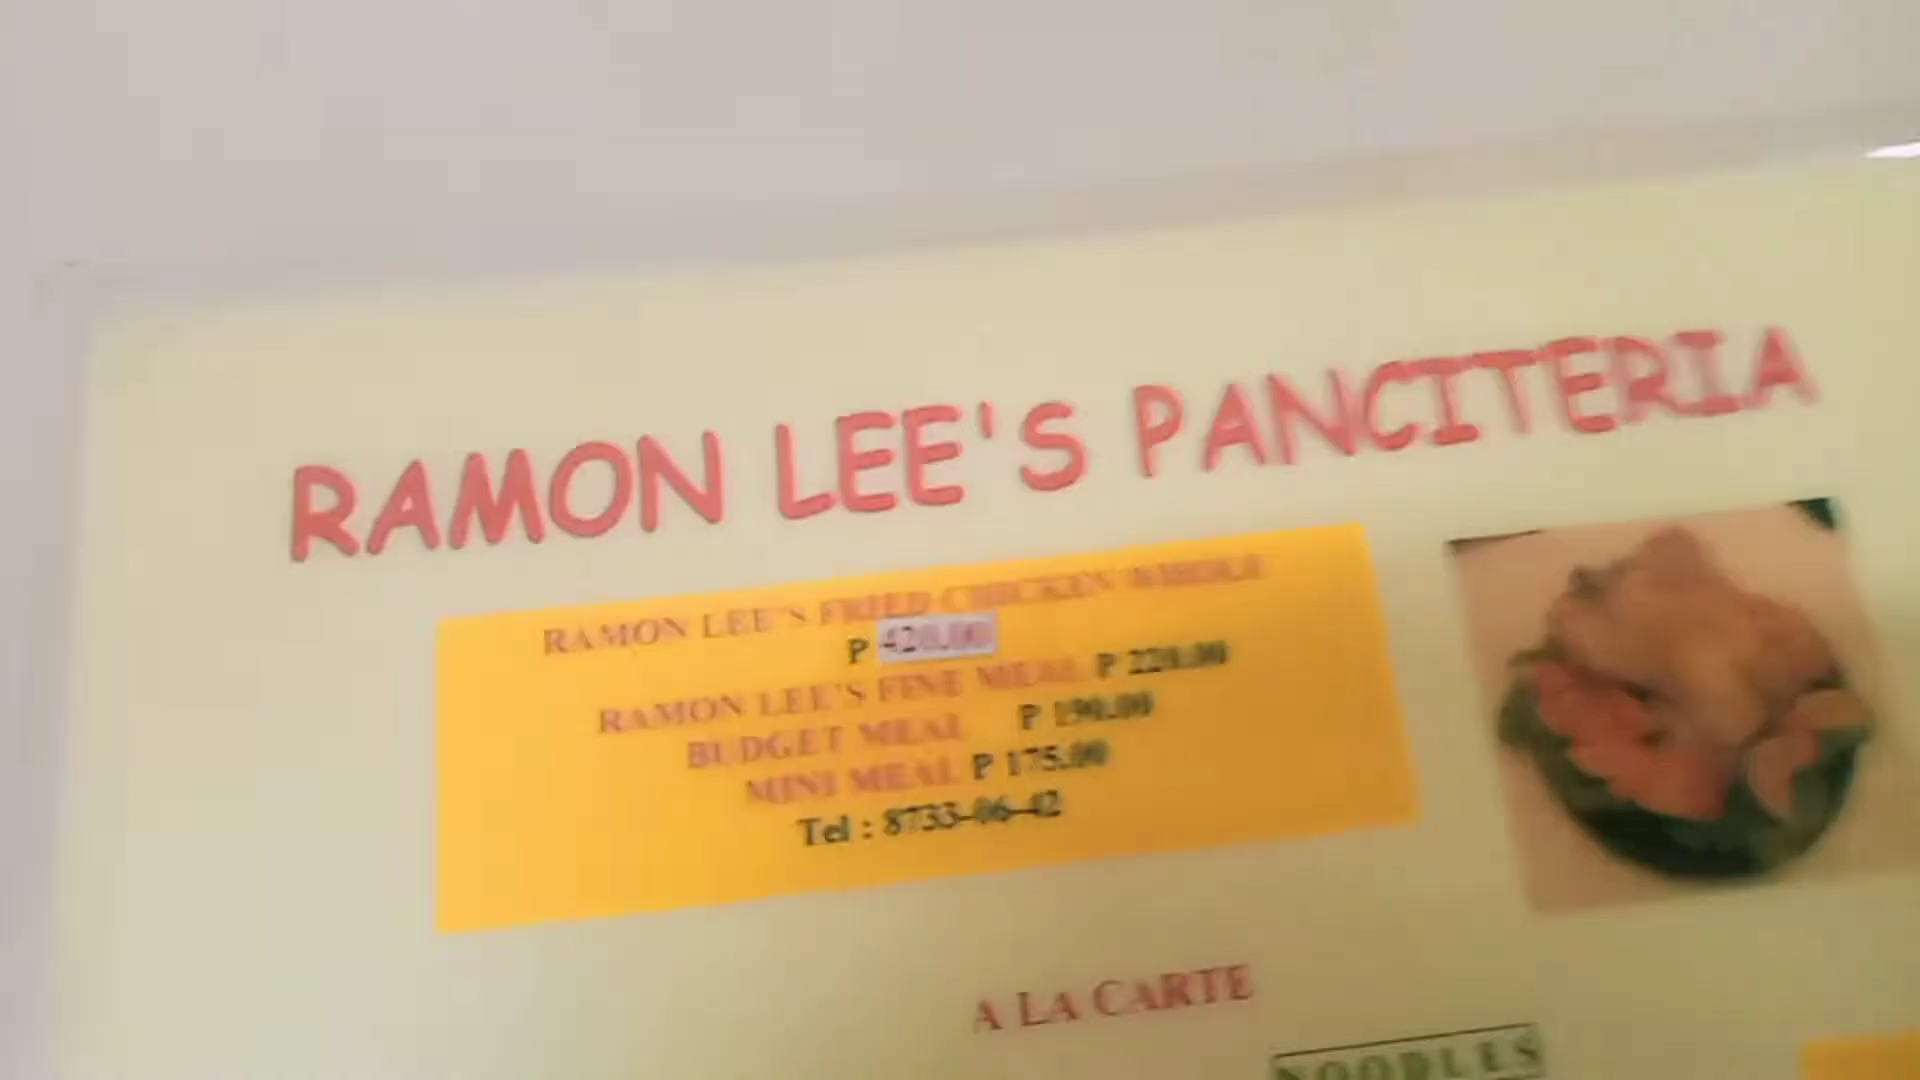 RAMON LEE'S PANCITERIA
RAMON LEE'S FRIED CHICKEN WHOLE
P 420.00
RAMON LEE'S FINE MEAL P 220.00
BUDGET MEAL P 190.00
MINI MEAL P 175.00
Tel : 8733-06-42
A LA CARTE
NOODLES